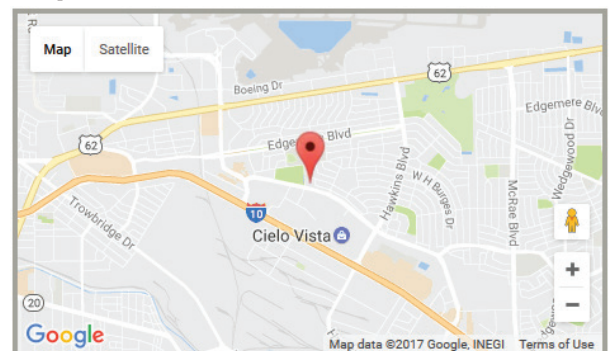 Map Satellite
Boeing Dr
62
Edgemere Blvd
62
Blvd
Wedgewood Dr
Hawkins Blvd
W H Burges Dr
McRae Blvd
Trowbridge Dr
10
Cielo Vista
+
20
−
Google
Map data ©2017 Google, INEGI Terms of Use